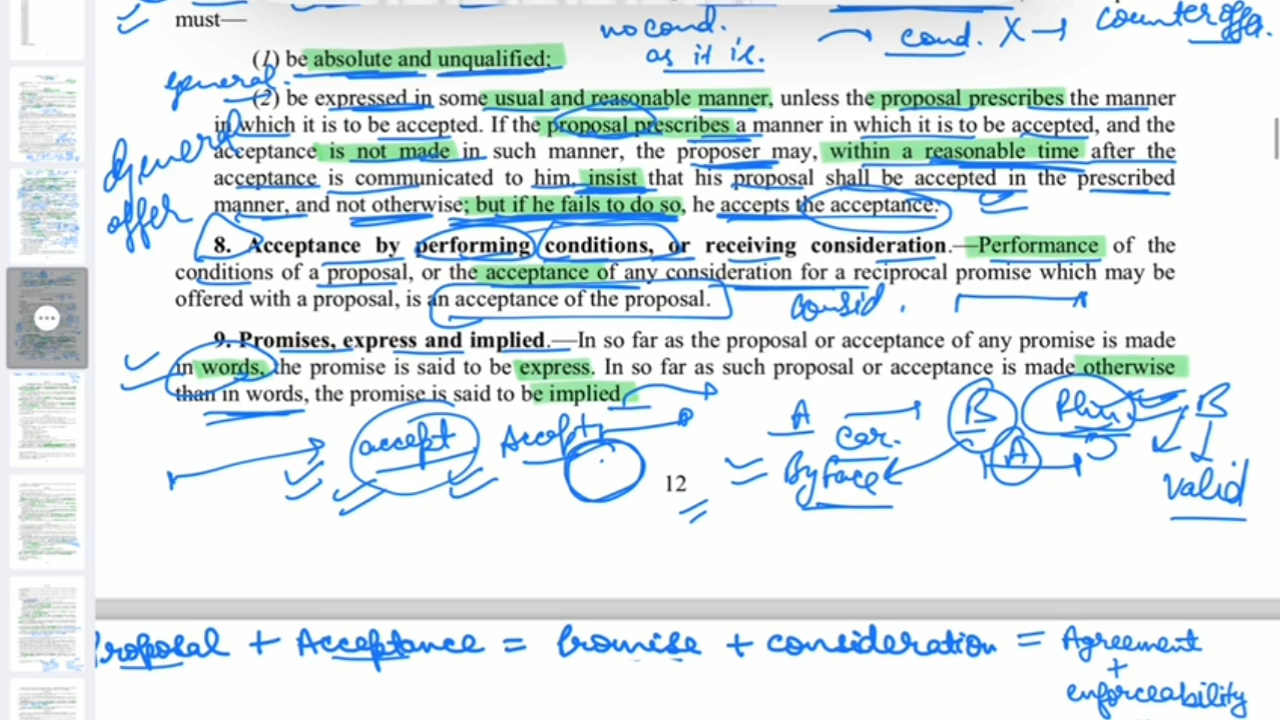 must—
no cond.
as it is.
cond. X → counter offer.
(1) be absolute and unqualified;
general.
(2) be expressed in some usual and reasonable manner, unless the proposal prescribes the manner
in which it is to be accepted. If the proposal prescribes a manner in which it is to be accepted, and the
acceptance is not made in such manner, the proposer may, within a reasonable time after the
acceptance is communicated to him, insist that his proposal shall be accepted in the prescribed
manner, and not otherwise; but if he fails to do so, he accepts the acceptance.
General
offer
8. Acceptance by performing conditions, or receiving consideration.—Performance of the
conditions of a proposal, or the acceptance of any consideration for a reciprocal promise which may be
offered with a proposal, is an acceptance of the proposal.
consid.
9. Promises, express and implied.—In so far as the proposal or acceptance of any promise is made
in words, the promise is said to be express. In so far as such proposal or acceptance is made otherwise
than in words, the promise is said to be implied.
accept
A B B
car. A
By face valid
12
Proposal + Acceptance = Promise + consideration = Agreement
+
enforceability